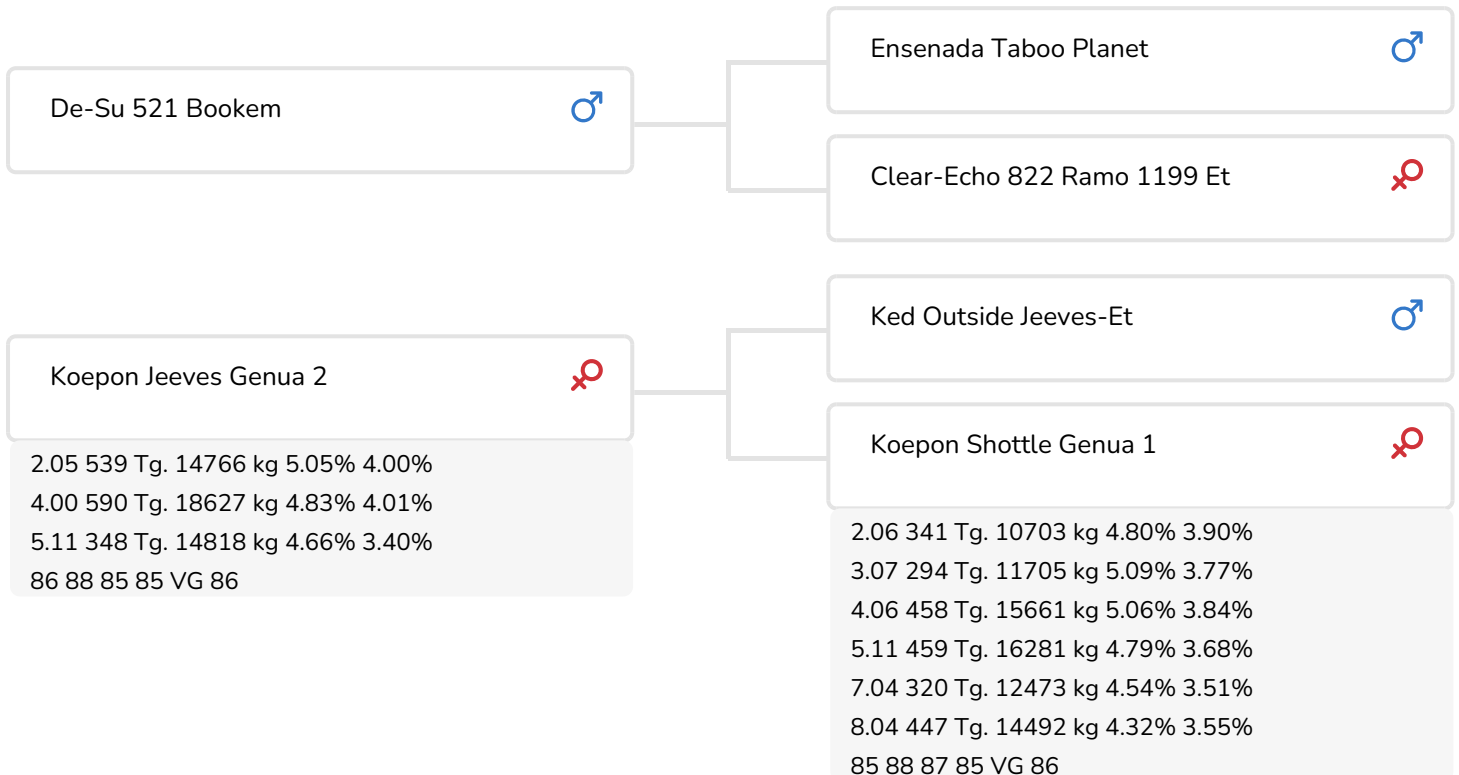 De-Su 521 Bookem
Ensenada Taboo Planet
Clear-Echo 822 Ramo 1199 Et
Koepon Jeeves Genua 2
2.05 539 Tg. 14766 kg 5.05% 4.00%
4.00 590 Tg. 18627 kg 4.83% 4.01%
5.11 348 Tg. 14818 kg 4.66% 3.40%
86 88 85 85 VG 86
Ked Outside Jeeves-Et
Koepon Shottle Genua 1
2.06 341 Tg. 10703 kg 4.80% 3.90%
3.07 294 Tg. 11705 kg 5.09% 3.77%
4.06 458 Tg. 15661 kg 5.06% 3.84%
5.11 459 Tg. 16281 kg 4.79% 3.68%
7.04 320 Tg. 12473 kg 4.54% 3.51%
8.04 447 Tg. 14492 kg 4.32% 3.55%
85 88 87 85 VG 86